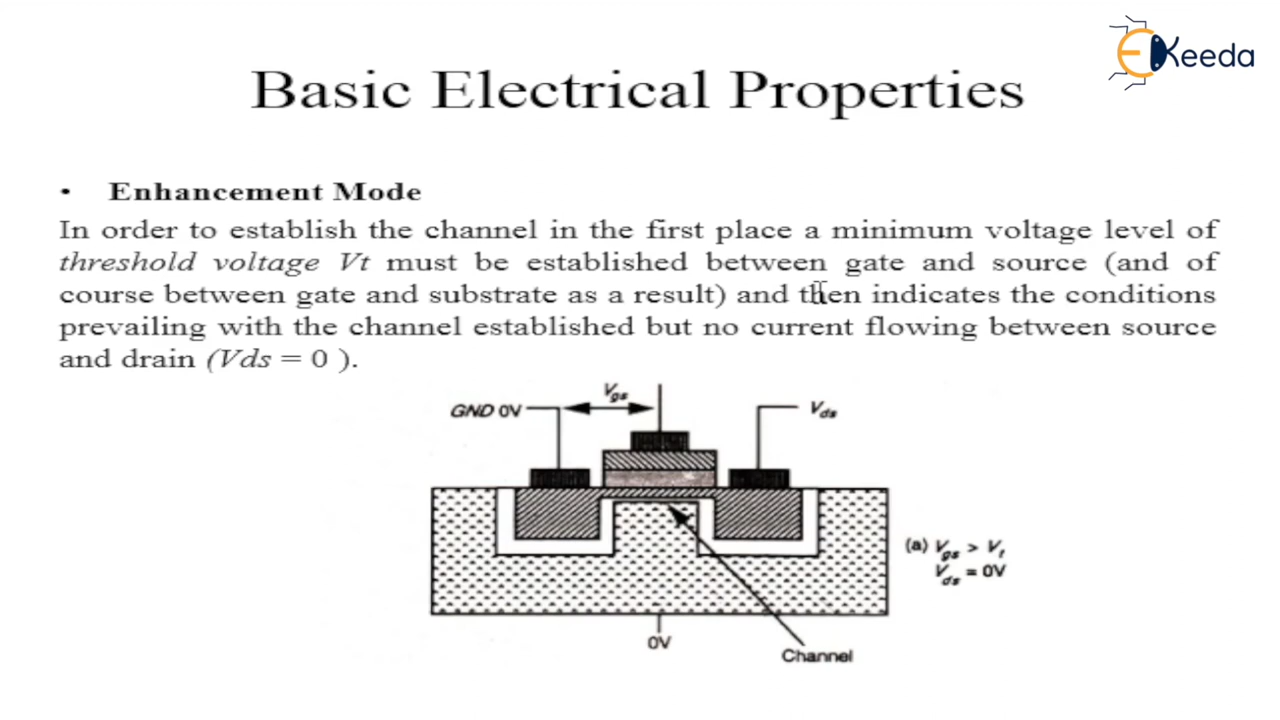 EKeeda
Basic Electrical Properties
• Enhancement Mode
In order to establish the channel in the first place a minimum voltage level of
threshold voltage Vt must be established between gate and source (and of
course between gate and substrate as a result) and then indicates the conditions
prevailing with the channel established but no current flowing between source
and drain (Vds = 0 ).
Vgs
GND 0V
Vds
(a) Vgs > Vt
Vds = 0V
0V
Channel